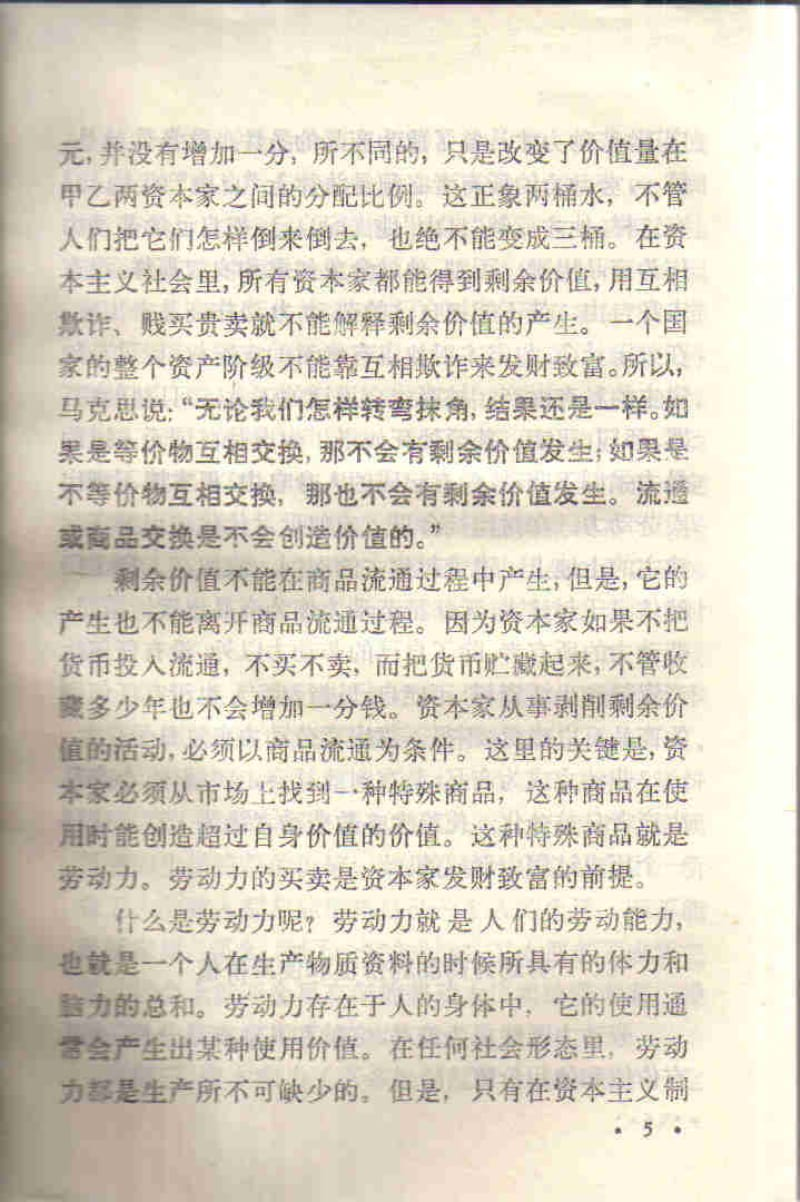 元，并没有增加一分，所不同的，只是改变了价值量在
甲乙两资本家之间的分配比例。这正象两桶水，不管
人们把它们怎样倒来倒去，也绝不能变成三桶。在资
本主义社会里，所有资本家都能得到剩余价值，用互相
欺诈、贱买贵卖就不能解释剩余价值的产生。一个国
家的整个资产阶级不能靠互相欺诈来发财致富。所以，
马克思说：“无论我们怎样转弯抹角，结果还是一样。如
果是等价物互相交换，那不会有剩余价值发生；如果是
不等价物互相交换，那也不会有剩余价值发生。流通
或商品交换是不会创造价值的。”
剩余价值不能在商品流通过程中产生，但是，它的
产生也不能离开商品流通过程。因为资本家如果不把
货币投入流通，不买不卖，而把货币贮藏起来，不管收
藏多少年也不会增加一分钱。资本家从事剥削剩余价
值的活动，必须以商品流通为条件。这里的关键是，资
本家必须从市场上找到一种特殊商品，这种商品在使
用时能创造超过自身价值的价值。这种特殊商品就是
劳动力。劳动力的买卖是资本家发财致富的前提。
什么是劳动力呢？劳动力就是人们的劳动能力，
也就是一个人在生产物质资料的时候所具有的体力和
脑力的总和。劳动力存在于人的身体中，它的使用通
常会产生出某种使用价值。在任何社会形态里，劳动
力都是生产所不可缺少的。但是，只有在资本主义制
• 5 •